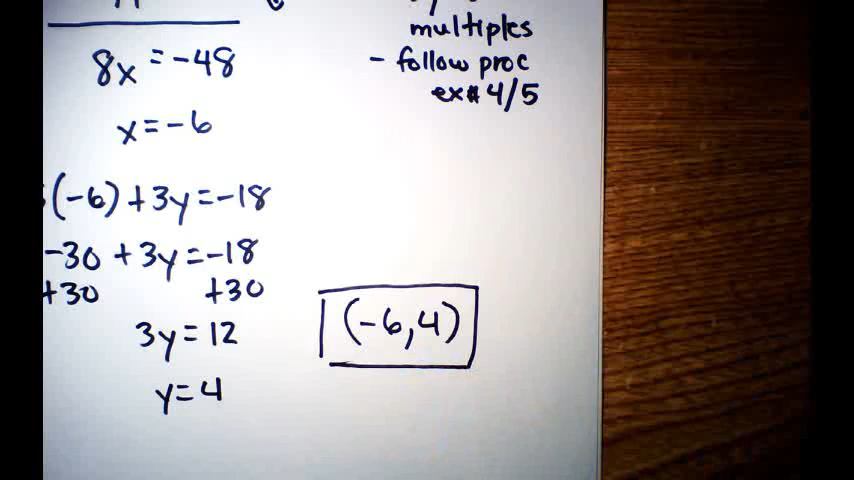 multiples
8x = -48
- follow proc
ex# 4/5
x = -6
(-6) + 3y = -18
-30 + 3y = -18
+30 +30
(-6, 4)
3y = 12
y = 4